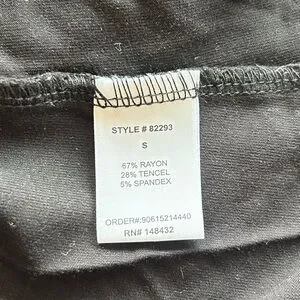 STYLE # 82293
S
67% RAYON
28% TENCEL
5% SPANDEX
ORDER#:90615214440
RN# 148432